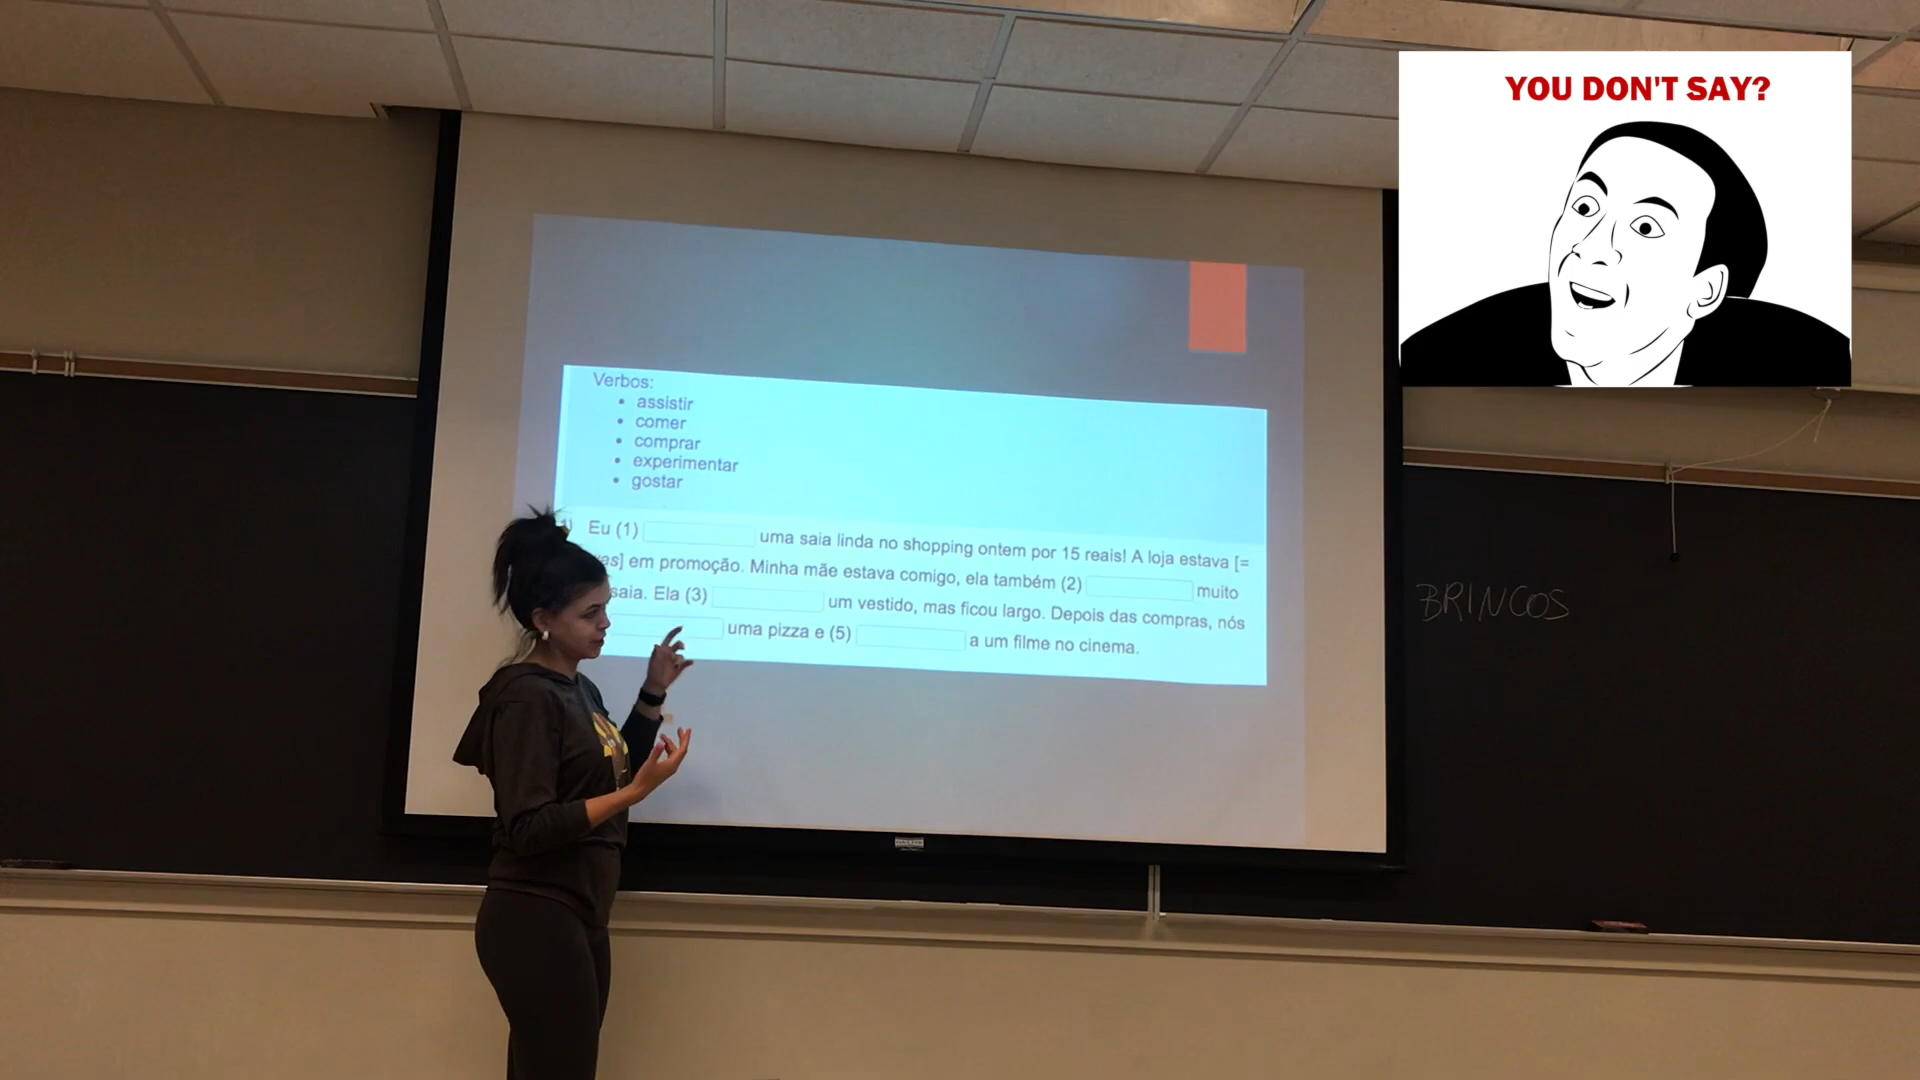 YOU DON'T SAY?
Verbos:
• assistir
• comer
• comprar
• experimentar
• gostar
Eu (1) uma saia linda no shopping ontem por 15 reais! A loja estava [=
em promoção. Minha mãe estava comigo, ela também (2) muito
saia. Ela (3) um vestido, mas ficou largo. Depois das compras, nós
uma pizza e (5) a um filme no cinema.
BRINCOS